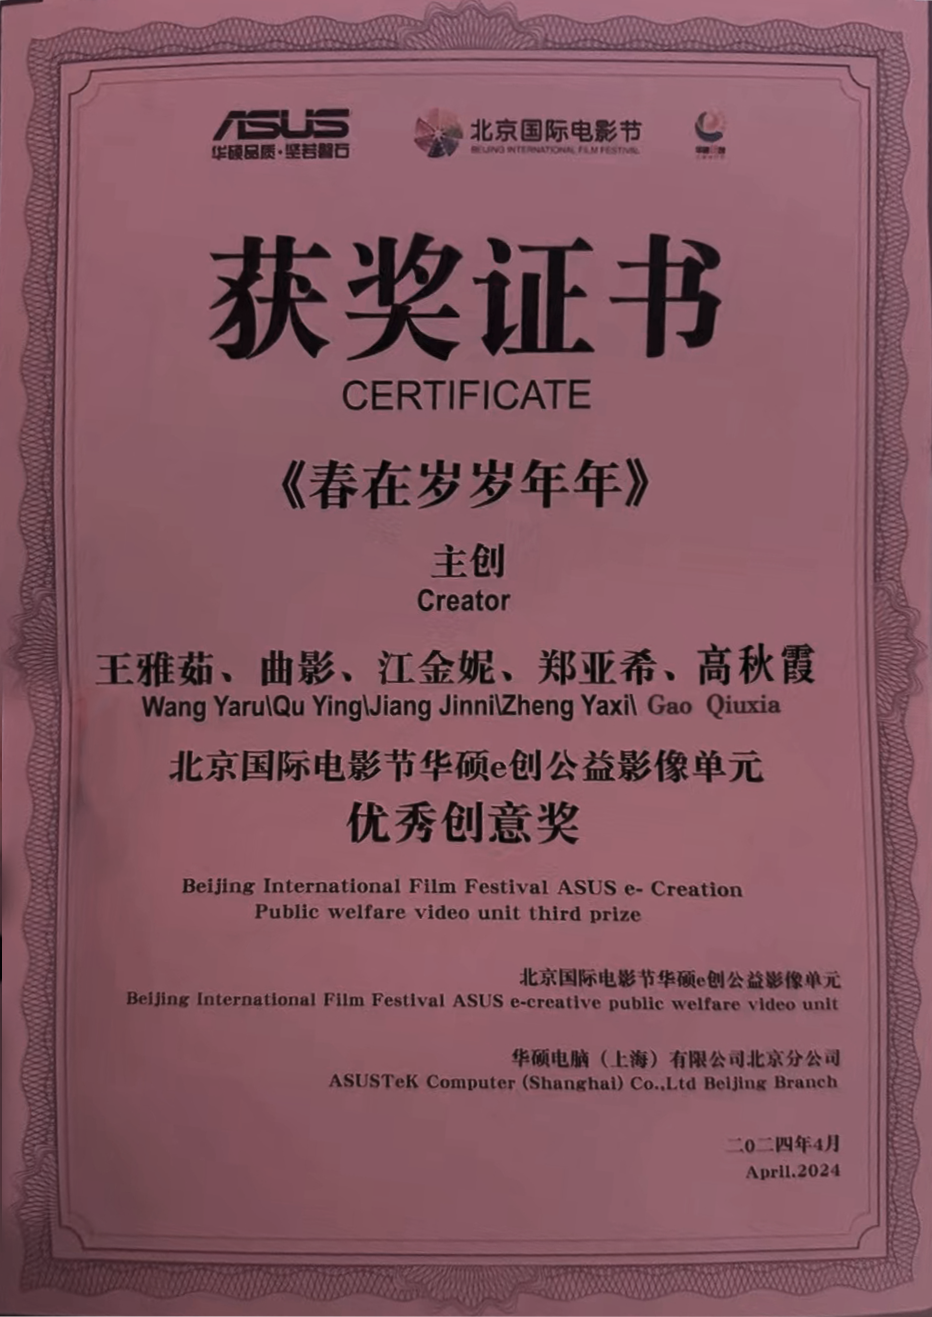 ASUS
华硕品质·坚若磐石
北京国际电影节
BEIJING INTERNATIONAL FILM FESTIVAL
获奖证书
CERTIFICATE
《春在岁岁年年》
主创
Creator
王雅茹、曲影、江金妮、郑亚希、高秋霞
Wang Yaru\Qu Ying\Jiang Jinni\Zheng Yaxi\ Gao Qiuxia
北京国际电影节华硕e创公益影像单元
优秀创意奖
Beijing International Film Festival ASUS e- Creation
Public welfare video unit third prize
北京国际电影节华硕e创公益影像单元
Beijing International Film Festival ASUS e-creative public welfare video unit
华硕电脑（上海）有限公司北京分公司
ASUSTeK Computer (Shanghai) Co.,Ltd Beijing Branch
二0二四年4月
April.2024